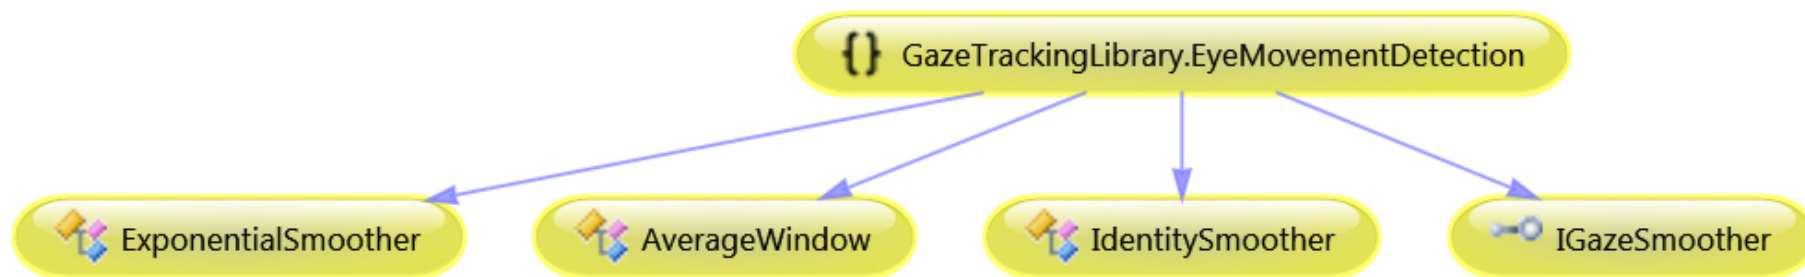 {} GazeTrackingLibrary.EyeMovementDetection
ExponentialSmoother
AverageWindow
IdentitySmoother
IGazeSmoother